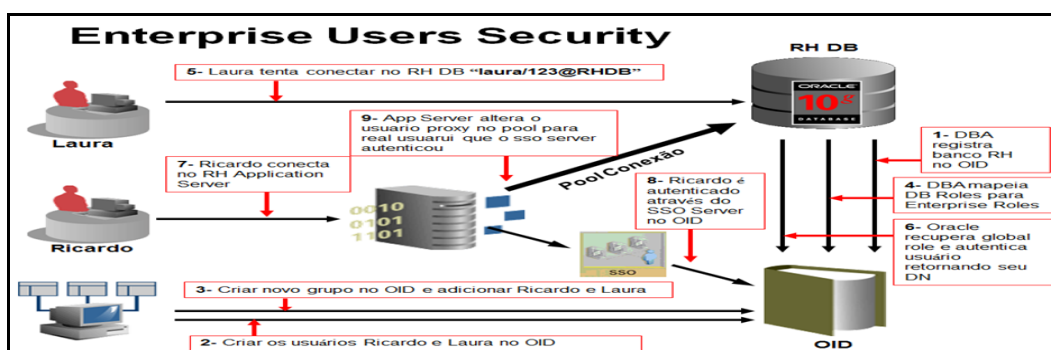 Enterprise Users Security
RH DB
5- Laura tenta conectar no RH DB “laura/123@RHDB”
ORACLE
10g
DATABASE
Laura
9- App Server altera o
usuario proxy no pool para
real usuarui que o sso server
autenticou
1- DBA
registra
banco RH
no OID
7- Ricardo conecta
no RH Application
Server
Pool Conexão
8- Ricardo é
autenticado
através do
SSO Server
no OID
4- DBA mapeia
DB Roles para
Enterprise Roles
0010
0101
1101
Ricardo
6- Oracle
recupera global
role e autentica
usuário
retornando seu
DN
SSO
3- Criar novo grupo no OID e adicionar Ricardo e Laura
2- Criar os usuários Ricardo e Laura no OID
OID